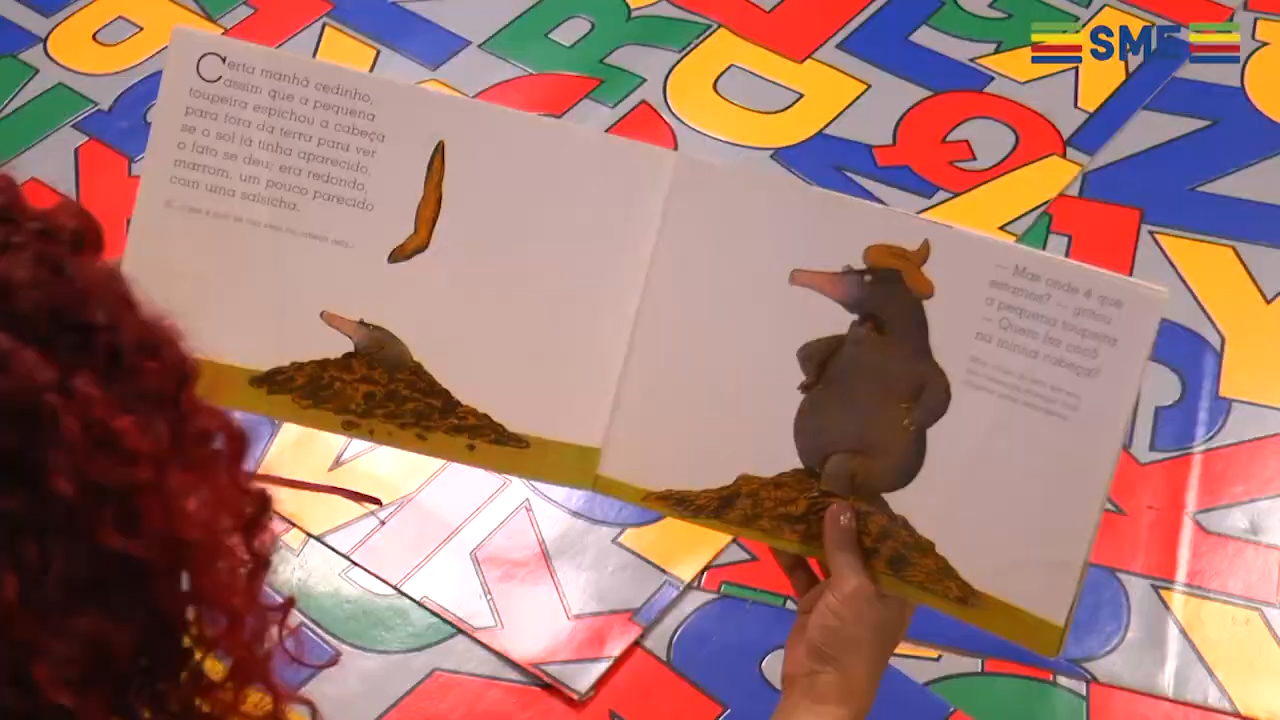 Certa manhã cedinho,
assim que a pequena
toupeira espichou a cabeça
para fora da terra para ver
se o sol já tinha aparecido,
o fato se deu: era redondo,
marrom, um pouco parecido
com uma salsicha.
— Mas onde é que
estamos? — gritou
a pequena toupeira.
— Quem fez cocô
na minha cabeça?
SME